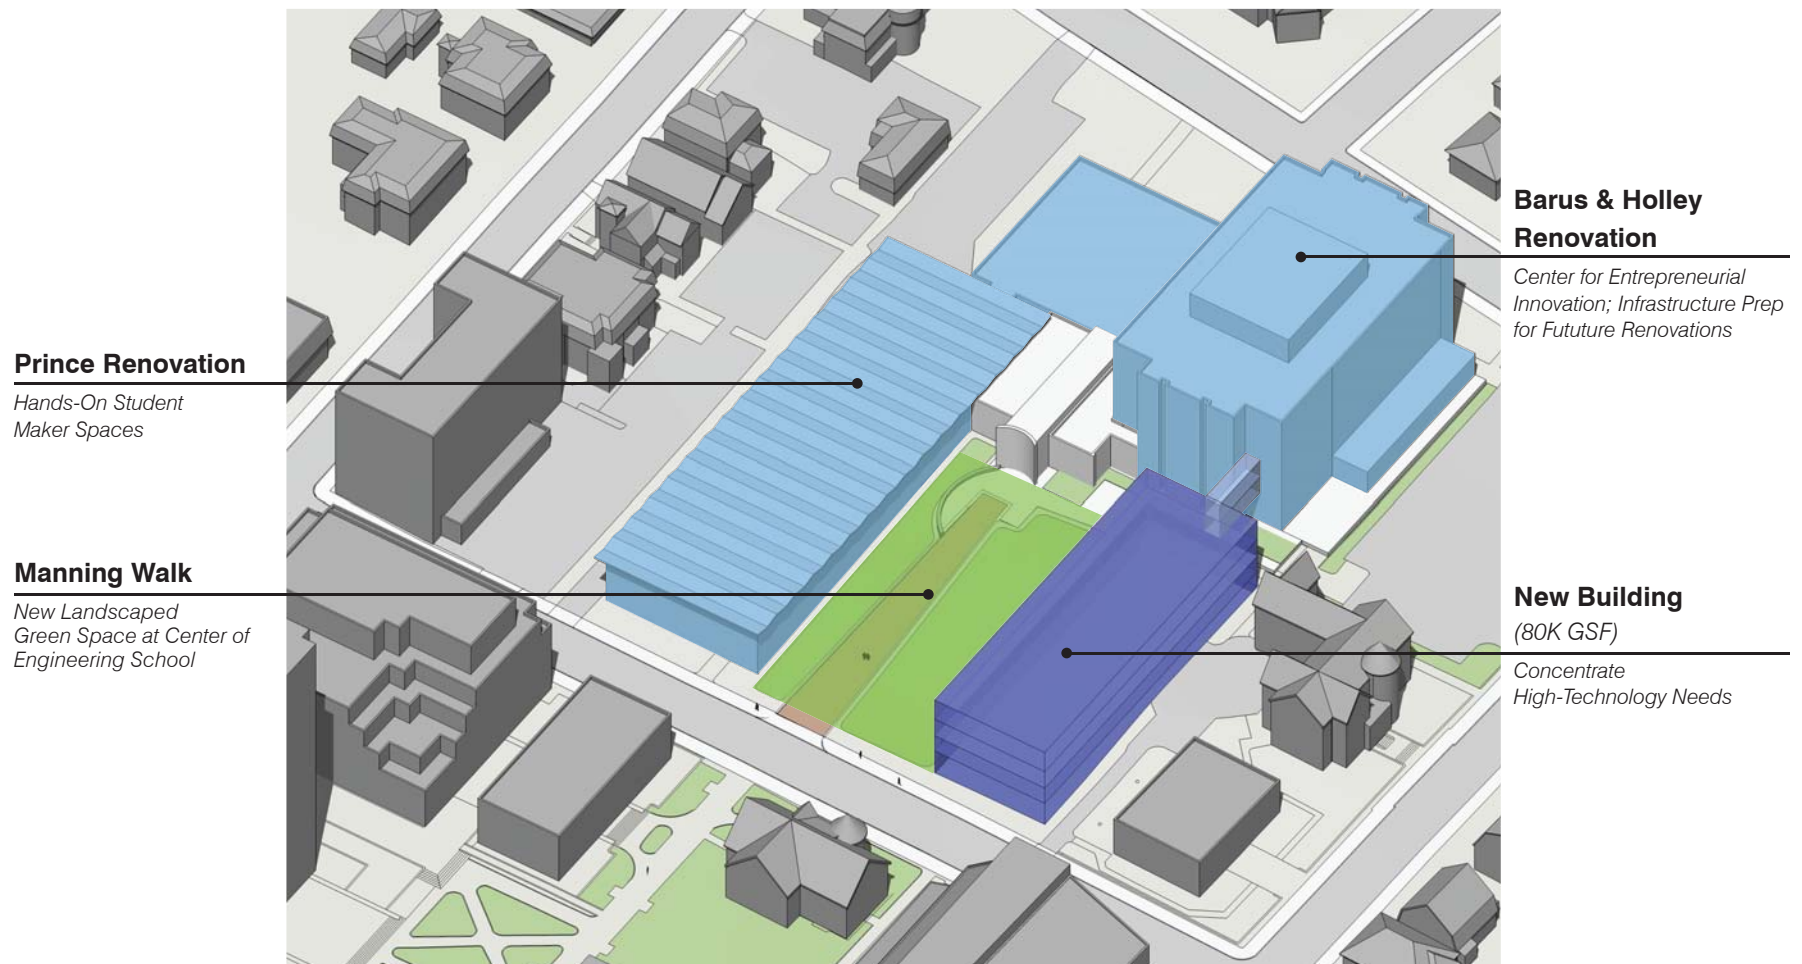 Prince Renovation
Hands-On Student
Maker Spaces
Manning Walk
New Landscaped
Green Space at Center of
Engineering School
Barus & Holley
Renovation
Center for Entrepreneurial
Innovation; Infrastructure Prep
for Fututure Renovations
New Building
(80K GSF)
Concentrate
High-Technology Needs